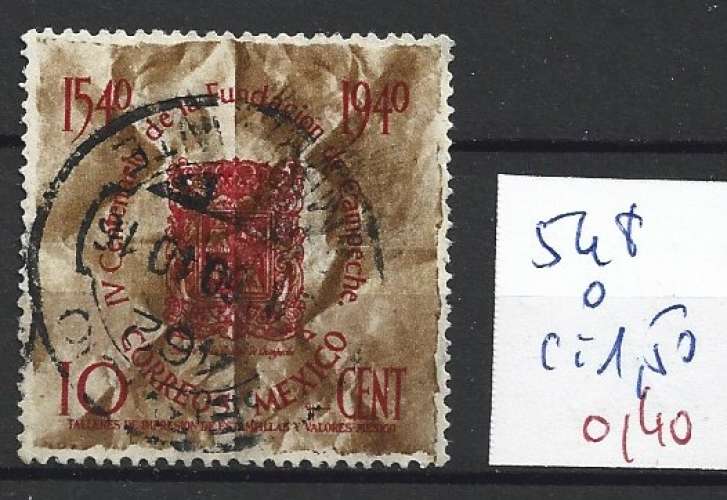 1540 1940
IV Centenario de la Fundación de Campeche
CORREOS MEXICO
10 CENT
TALLERES DE IMPRESION DE ESTAMPILLAS Y VALORES-MEXICO
548
0
c=1,50
0,40